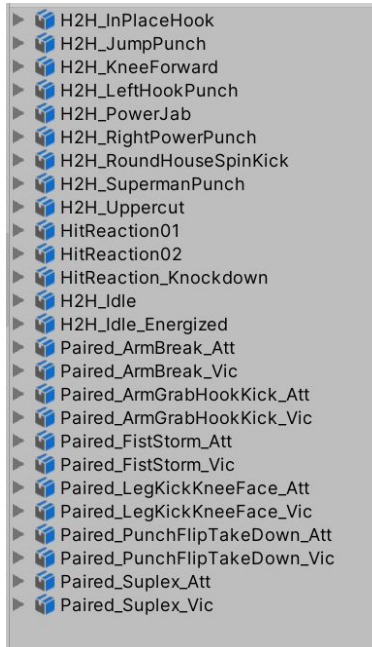 H2H_InPlaceHook
H2H_JumpPunch
H2H_KneeForward
H2H_LeftHookPunch
H2H_PowerJab
H2H_RightPowerPunch
H2H_RoundHouseSpinKick
H2H_SupermanPunch
H2H_Uppercut
HitReaction01
HitReaction02
HitReaction_Knockdown
H2H_Idle
H2H_Idle_Energized
Paired_ArmBreak_Att
Paired_ArmBreak_Vic
Paired_ArmGrabHookKick_Att
Paired_ArmGrabHookKick_Vic
Paired_FistStorm_Att
Paired_FistStorm_Vic
Paired_LegKickKneeFace_Att
Paired_LegKickKneeFace_Vic
Paired_PunchFlipTakeDown_Att
Paired_PunchFlipTakeDown_Vic
Paired_Suplex_Att
Paired_Suplex_Vic